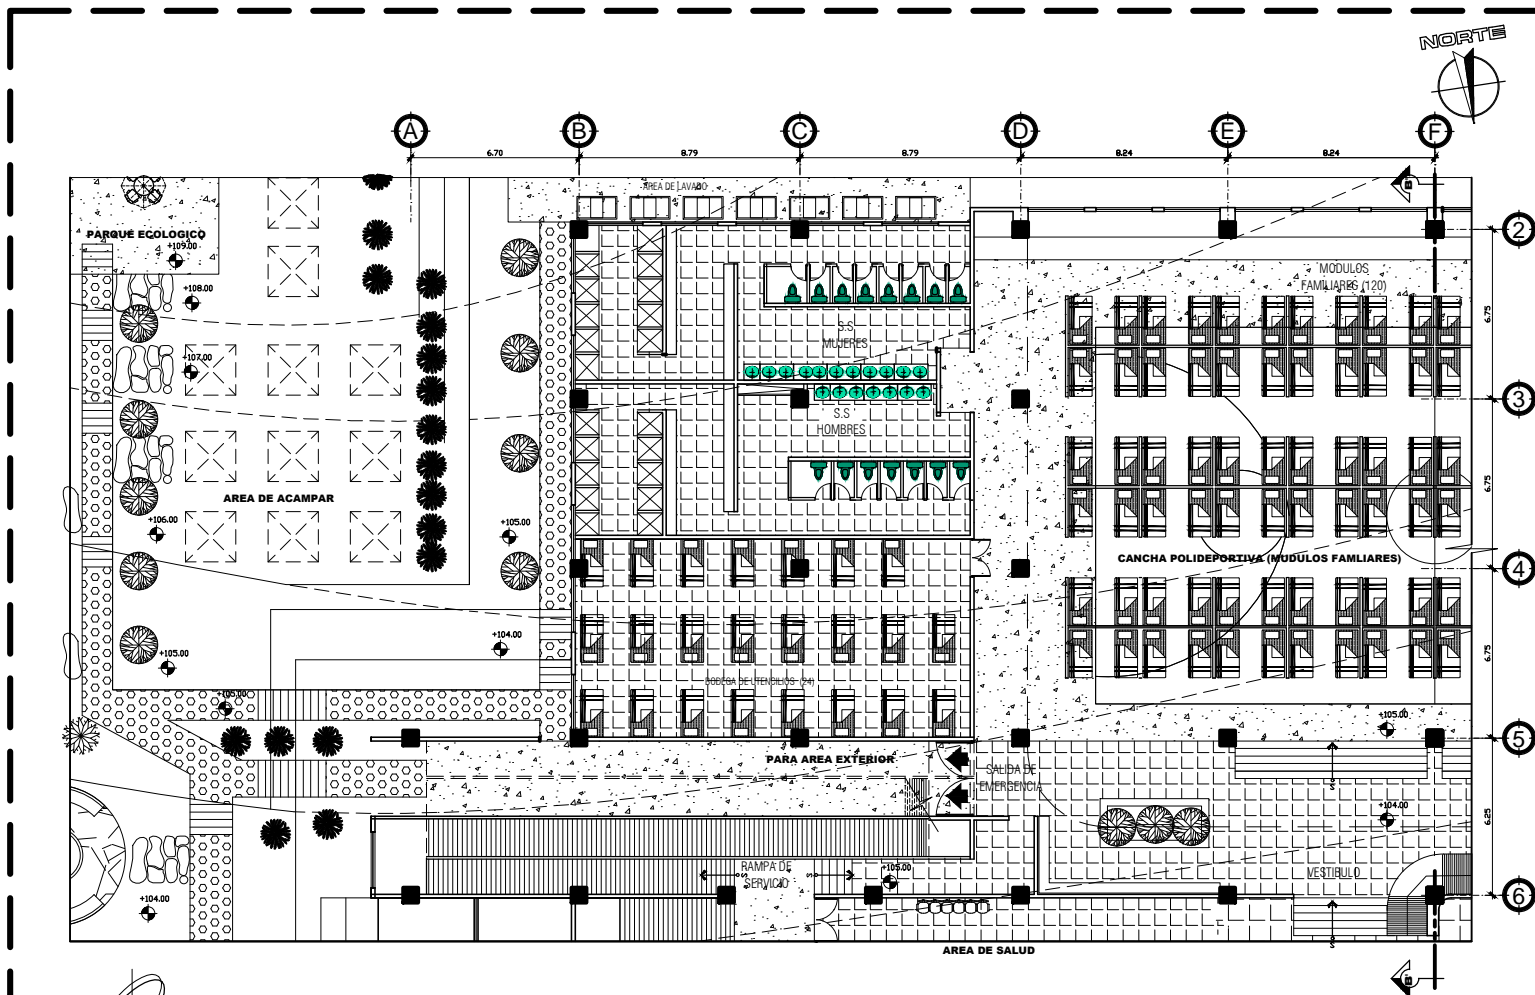 NORTE
A
B
C
D
E
F
6.70
8.79
8.79
8.24
8.24
AREA DE LAVADO
B
PARQUE ECOLOGICO
+109.00
2
MODULOS
FAMILIARES (120)
+108.00
6.75
S.S
MUJERES
+107.00
3
S.S
HOMBRES
AREA DE ACAMPAR
6.75
+106.00
+105.00
CANCHA POLIDEPORTIVA (MUDULOS FAMLIARES)
4
+104.00
+105.00
6.75
BODEGA DE UTENCILIOS (24)
+105.00
+105.00
5
PARA AREA EXTERIOR
SALIDA DE
EMERGENCIA
S
+104.00
6.25
RAMPA DE
SERVICIO
S
S
+105.00
VESTIBULO
+104.00
6
S
AREA DE SALUD
B'